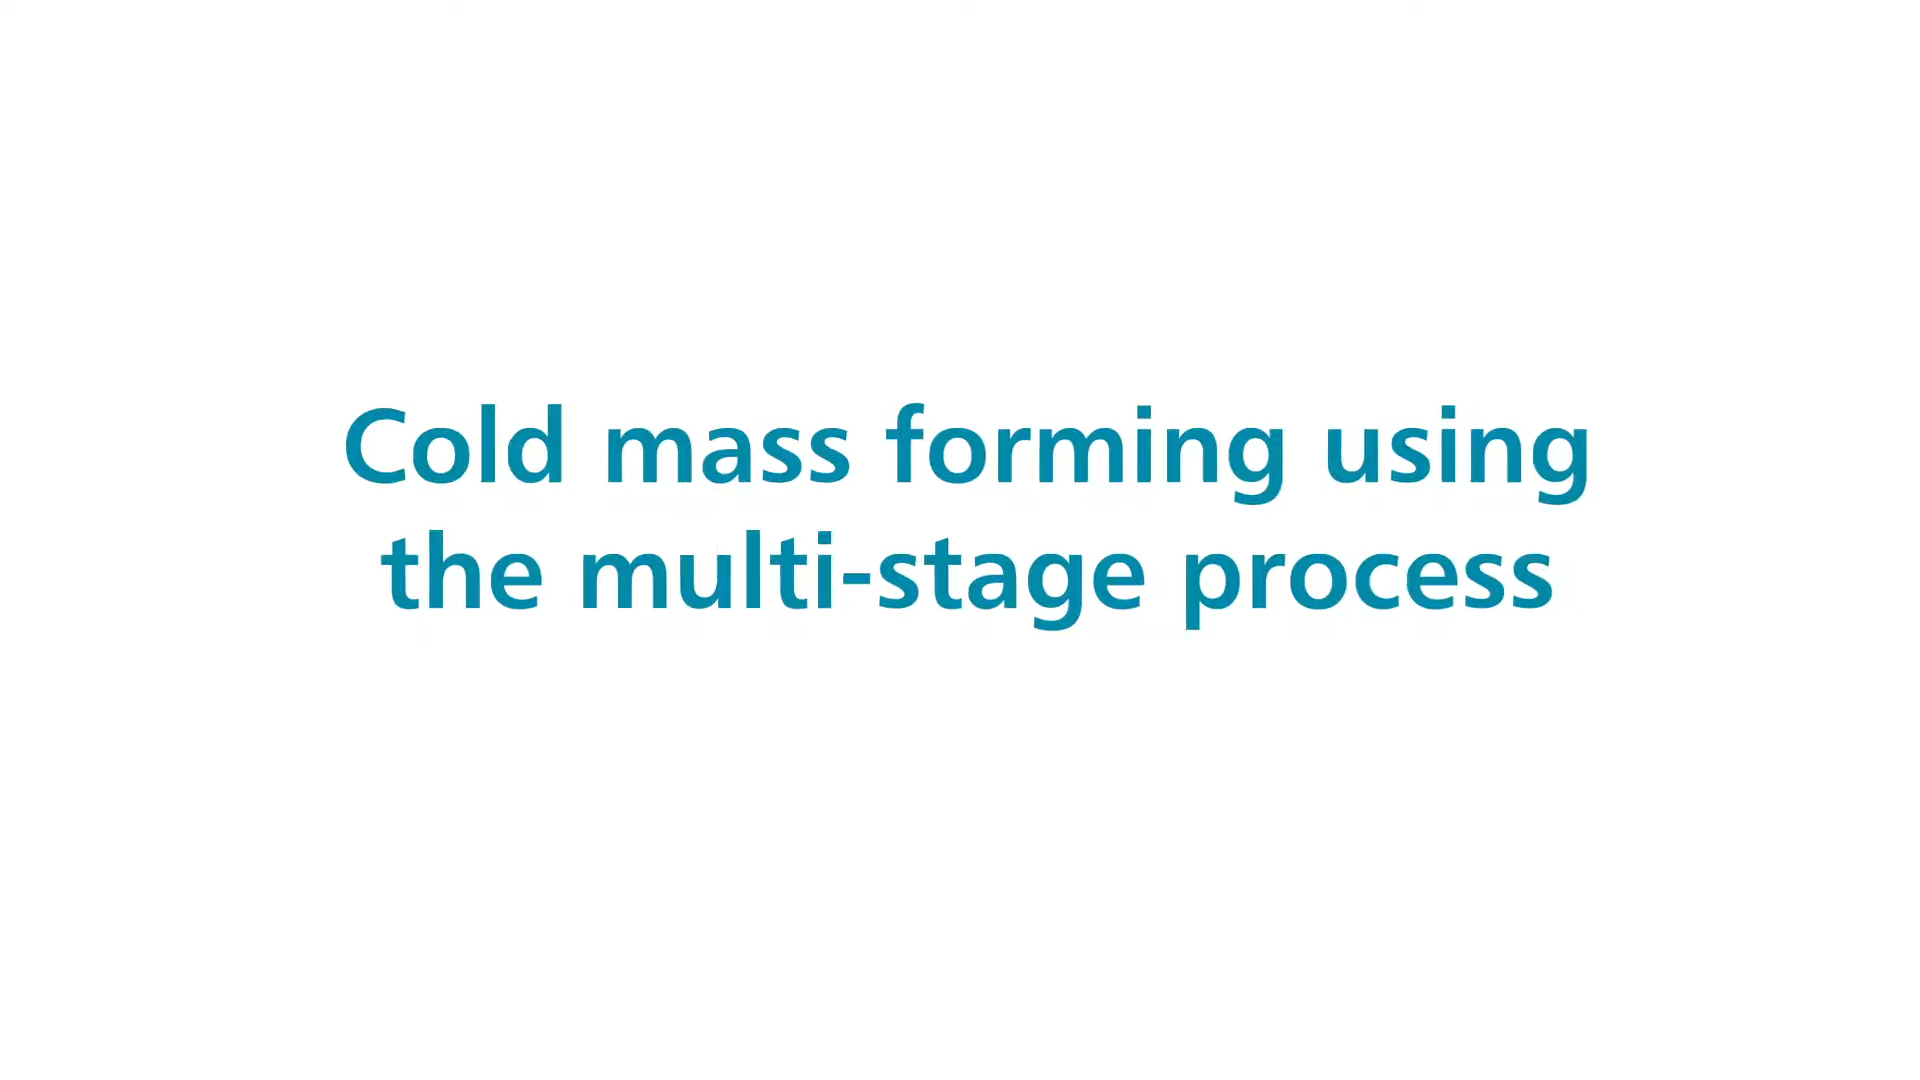 Cold mass forming using
the multi-stage process